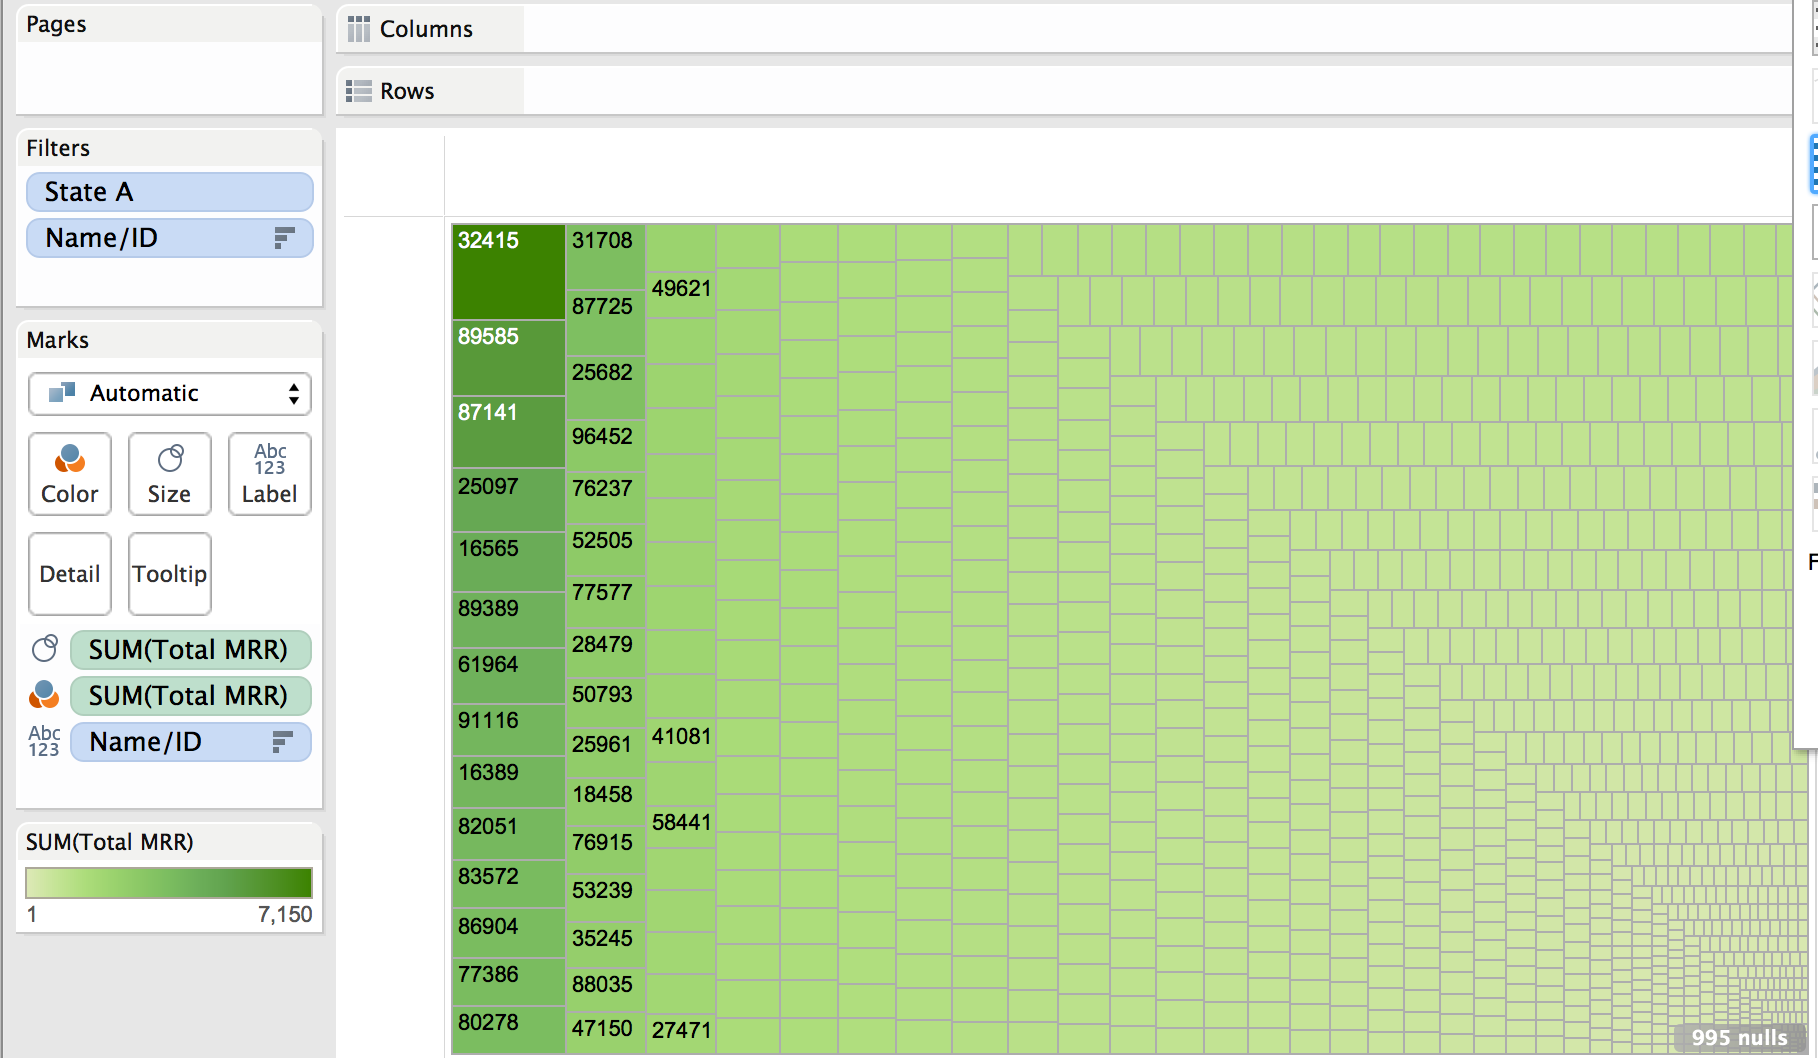 Pages
Columns
Rows
Filters
State A
Name/ID
Marks
Automatic
Color
Size
Abc
123
Label
Detail
Tooltip
SUM(Total MRR)
SUM(Total MRR)
Abc
123
Name/ID
SUM(Total MRR)
1
7,150
32415
89585
87141
25097
16565
89389
61964
91116
16389
82051
83572
86904
77386
80278
31708
87725
25682
96452
76237
52505
77577
28479
50793
25961
18458
76915
53239
35245
88035
47150
49621
41081
58441
27471
995 nulls